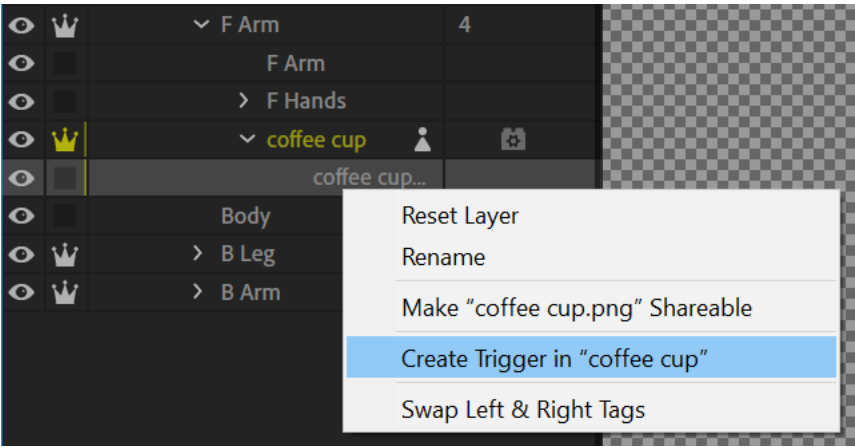 F Arm 4
F Arm
F Hands
coffee cup
coffee cup...
Body
B Leg
B Arm
Reset Layer
Rename
Make “coffee cup.png” Shareable
Create Trigger in “coffee cup”
Swap Left & Right Tags